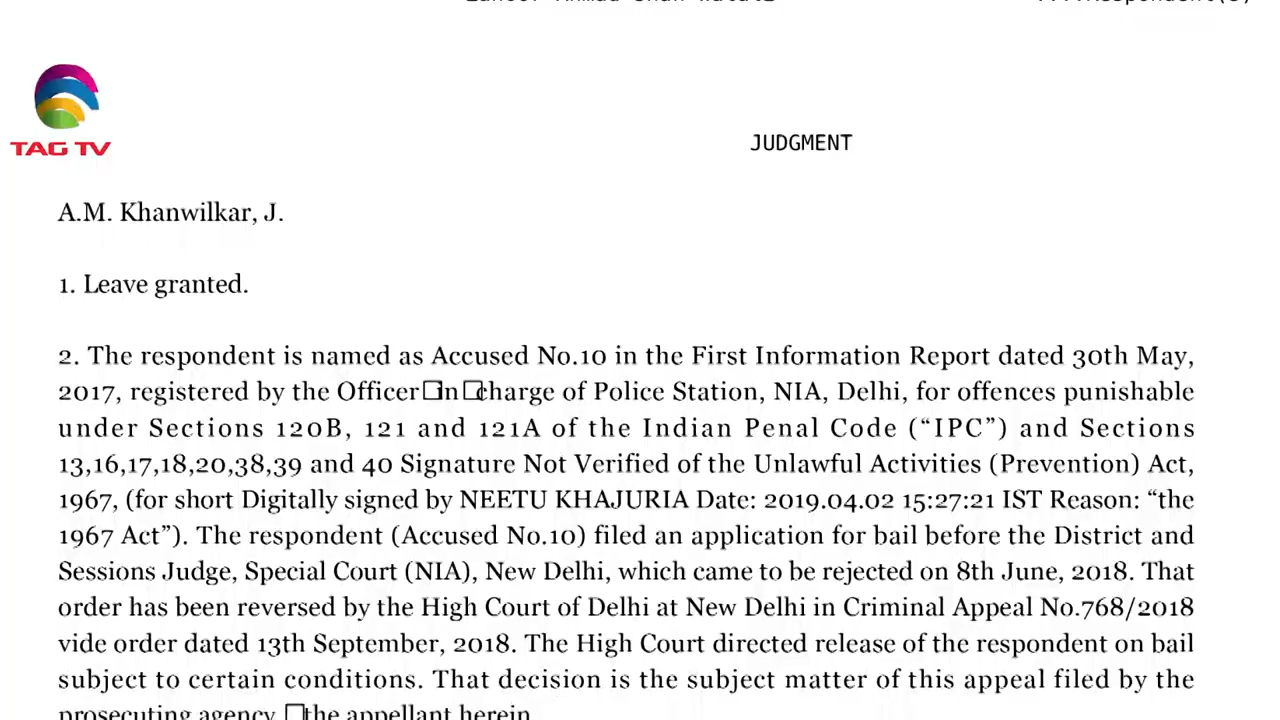 Zahoor Ahmad Shah Watali ....Respondent(S)
TAG TV
JUDGMENT
A.M. Khanwilkar, J.
1. Leave granted.
2. The respondent is named as Accused No.10 in the First Information Report dated 30th May,
2017, registered by the Officer□in□charge of Police Station, NIA, Delhi, for offences punishable
under Sections 120B, 121 and 121A of the Indian Penal Code (“IPC”) and Sections
13,16,17,18,20,38,39 and 40 Signature Not Verified of the Unlawful Activities (Prevention) Act,
1967, (for short Digitally signed by NEETU KHAJURIA Date: 2019.04.02 15:27:21 IST Reason: “the
1967 Act”). The respondent (Accused No.10) filed an application for bail before the District and
Sessions Judge, Special Court (NIA), New Delhi, which came to be rejected on 8th June, 2018. That
order has been reversed by the High Court of Delhi at New Delhi in Criminal Appeal No.768/2018
vide order dated 13th September, 2018. The High Court directed release of the respondent on bail
subject to certain conditions. That decision is the subject matter of this appeal filed by the
prosecuting agency □the appellant herein.